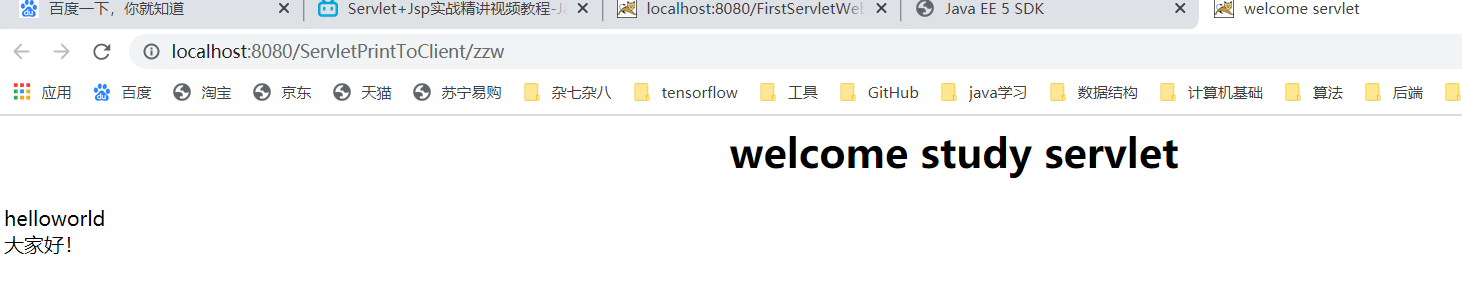 百度一下，你就知道 Servlet+Jsp实战精讲视频教程-J localhost:8080/FirstServletWeb Java EE 5 SDK welcome servlet
localhost:8080/ServletPrintToClient/zzw
应用 百度 淘宝 京东 天猫 苏宁易购 杂七杂八 tensorflow 工具 GitHub java学习 数据结构 计算机基础 算法 后端
welcome study servlet
helloworld
大家好！